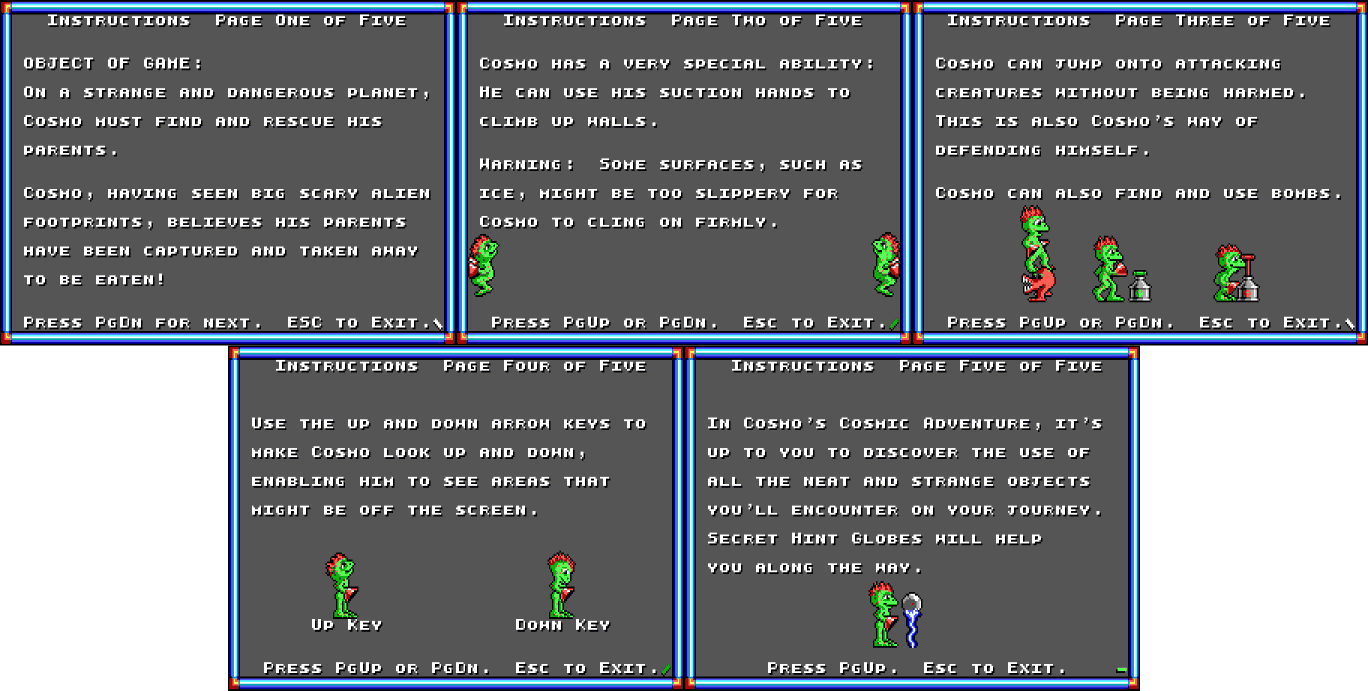 Instructions  Page One of Five
Object of Game:
On a strange and dangerous planet,
Cosmo must find and rescue his
parents.
Cosmo, having seen big scary alien
footprints, believes his parents
have been captured and taken away
to be eaten!
Press PgDn for next.  ESC to Exit.
Instructions  Page Two of Five
Cosmo has a very special ability:
He can use his suction hands to
climb up walls.
Warning:  Some surfaces, such as
ice, might be too slippery for
Cosmo to cling on firmly.
Press PgUp or PgDn.  Esc to Exit.
Instructions  Page Three of Five
Cosmo can jump onto attacking
creatures without being harmed.
This is also Cosmo's way of
defending himself.
Cosmo can also find and use bombs.
Press PgUp or PgDn.  Esc to Exit.
Instructions  Page Four of Five
Use the up and down arrow keys to
make Cosmo look up and down,
enabling him to see areas that
might be off the screen.
Up Key Down Key
Press PgUp or PgDn.  Esc to Exit.
Instructions  Page Five of Five
In Cosmo's Cosmic Adventure, it's
up to you to discover the use of
all the neat and strange objects
you'll encounter on your journey.
Secret Hint Globes will help
you along the way.
Press PgUp.  Esc to Exit.